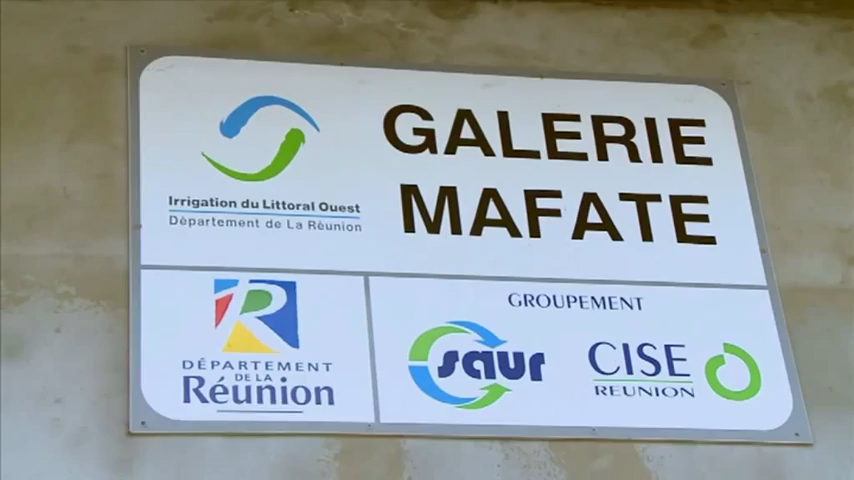 GALERIE
MAFATE
Irrigation du Littoral Ouest
Département de La Réunion
DÉPARTEMENT
DE LA
Réunion
GROUPEMENT
saur
CISE
REUNION